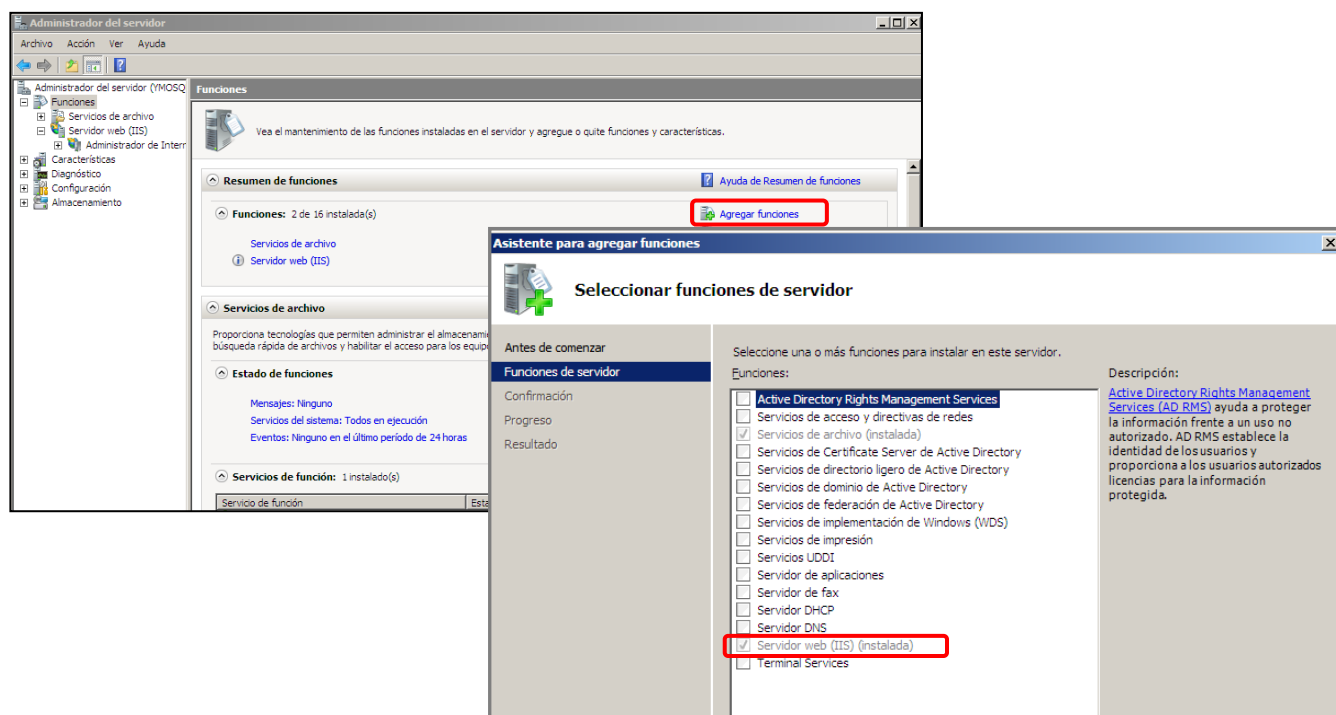 Administrador del servidor
Archivo Acción Ver Ayuda
Administrador del servidor (YMOSQ
Funciones
Servicios de archivo
Servidor web (IIS)
Administrador de Interr
Características
Diagnóstico
Configuración
Almacenamiento
Funciones
Vea el mantenimiento de las funciones instaladas en el servidor y agregue o quite funciones y características.
Resumen de funciones
Ayuda de Resumen de funciones
Funciones: 2 de 16 instalada(s)
Agregar funciones
Servicios de archivo
Servidor web (IIS)
Servicios de archivo
Proporciona tecnologías que permiten administrar el almacenami
búsqueda rápida de archivos y habilitar el acceso para los equip
Estado de funciones
Mensajes: Ninguno
Servicios del sistema: Todos en ejecución
Eventos: Ninguno en el último período de 24 horas
Servicios de función: 1 instalado(s)
Servicio de función Esta
Asistente para agregar funciones
Seleccionar funciones de servidor
Antes de comenzar
Funciones de servidor
Confirmación
Progreso
Resultado
Seleccione una o más funciones para instalar en este servidor.
Funciones:
Active Directory Rights Management Services
Servicios de acceso y directivas de redes
Servicios de archivo (instalada)
Servicios de Certificate Server de Active Directory
Servicios de directorio ligero de Active Directory
Servicios de dominio de Active Directory
Servicios de federación de Active Directory
Servicios de implementación de Windows (WDS)
Servicios de impresión
Servicios UDDI
Servidor de aplicaciones
Servidor de fax
Servidor DHCP
Servidor DNS
Servidor web (IIS) (instalada)
Terminal Services
Descripción:
Active Directory Rights Management
Services (AD RMS) ayuda a proteger
la información frente a un uso no
autorizado. AD RMS establece la
identidad de los usuarios y
proporciona a los usuarios autorizados
licencias para la información
protegida.